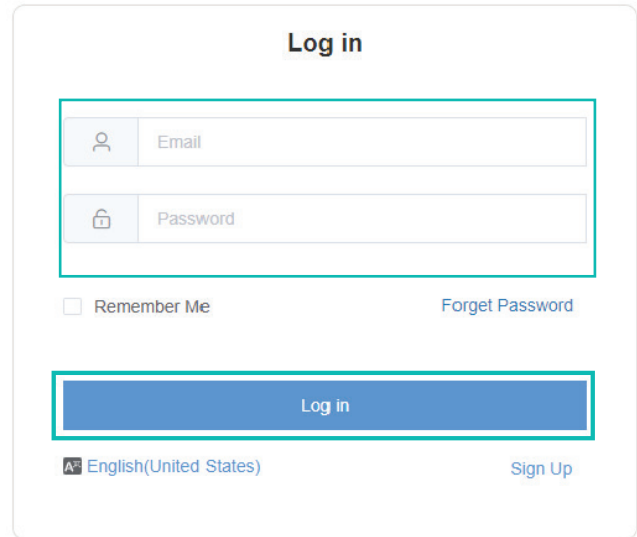 Log in
Email
Password
Remember Me Forget Password
Log in
English(United States) Sign Up